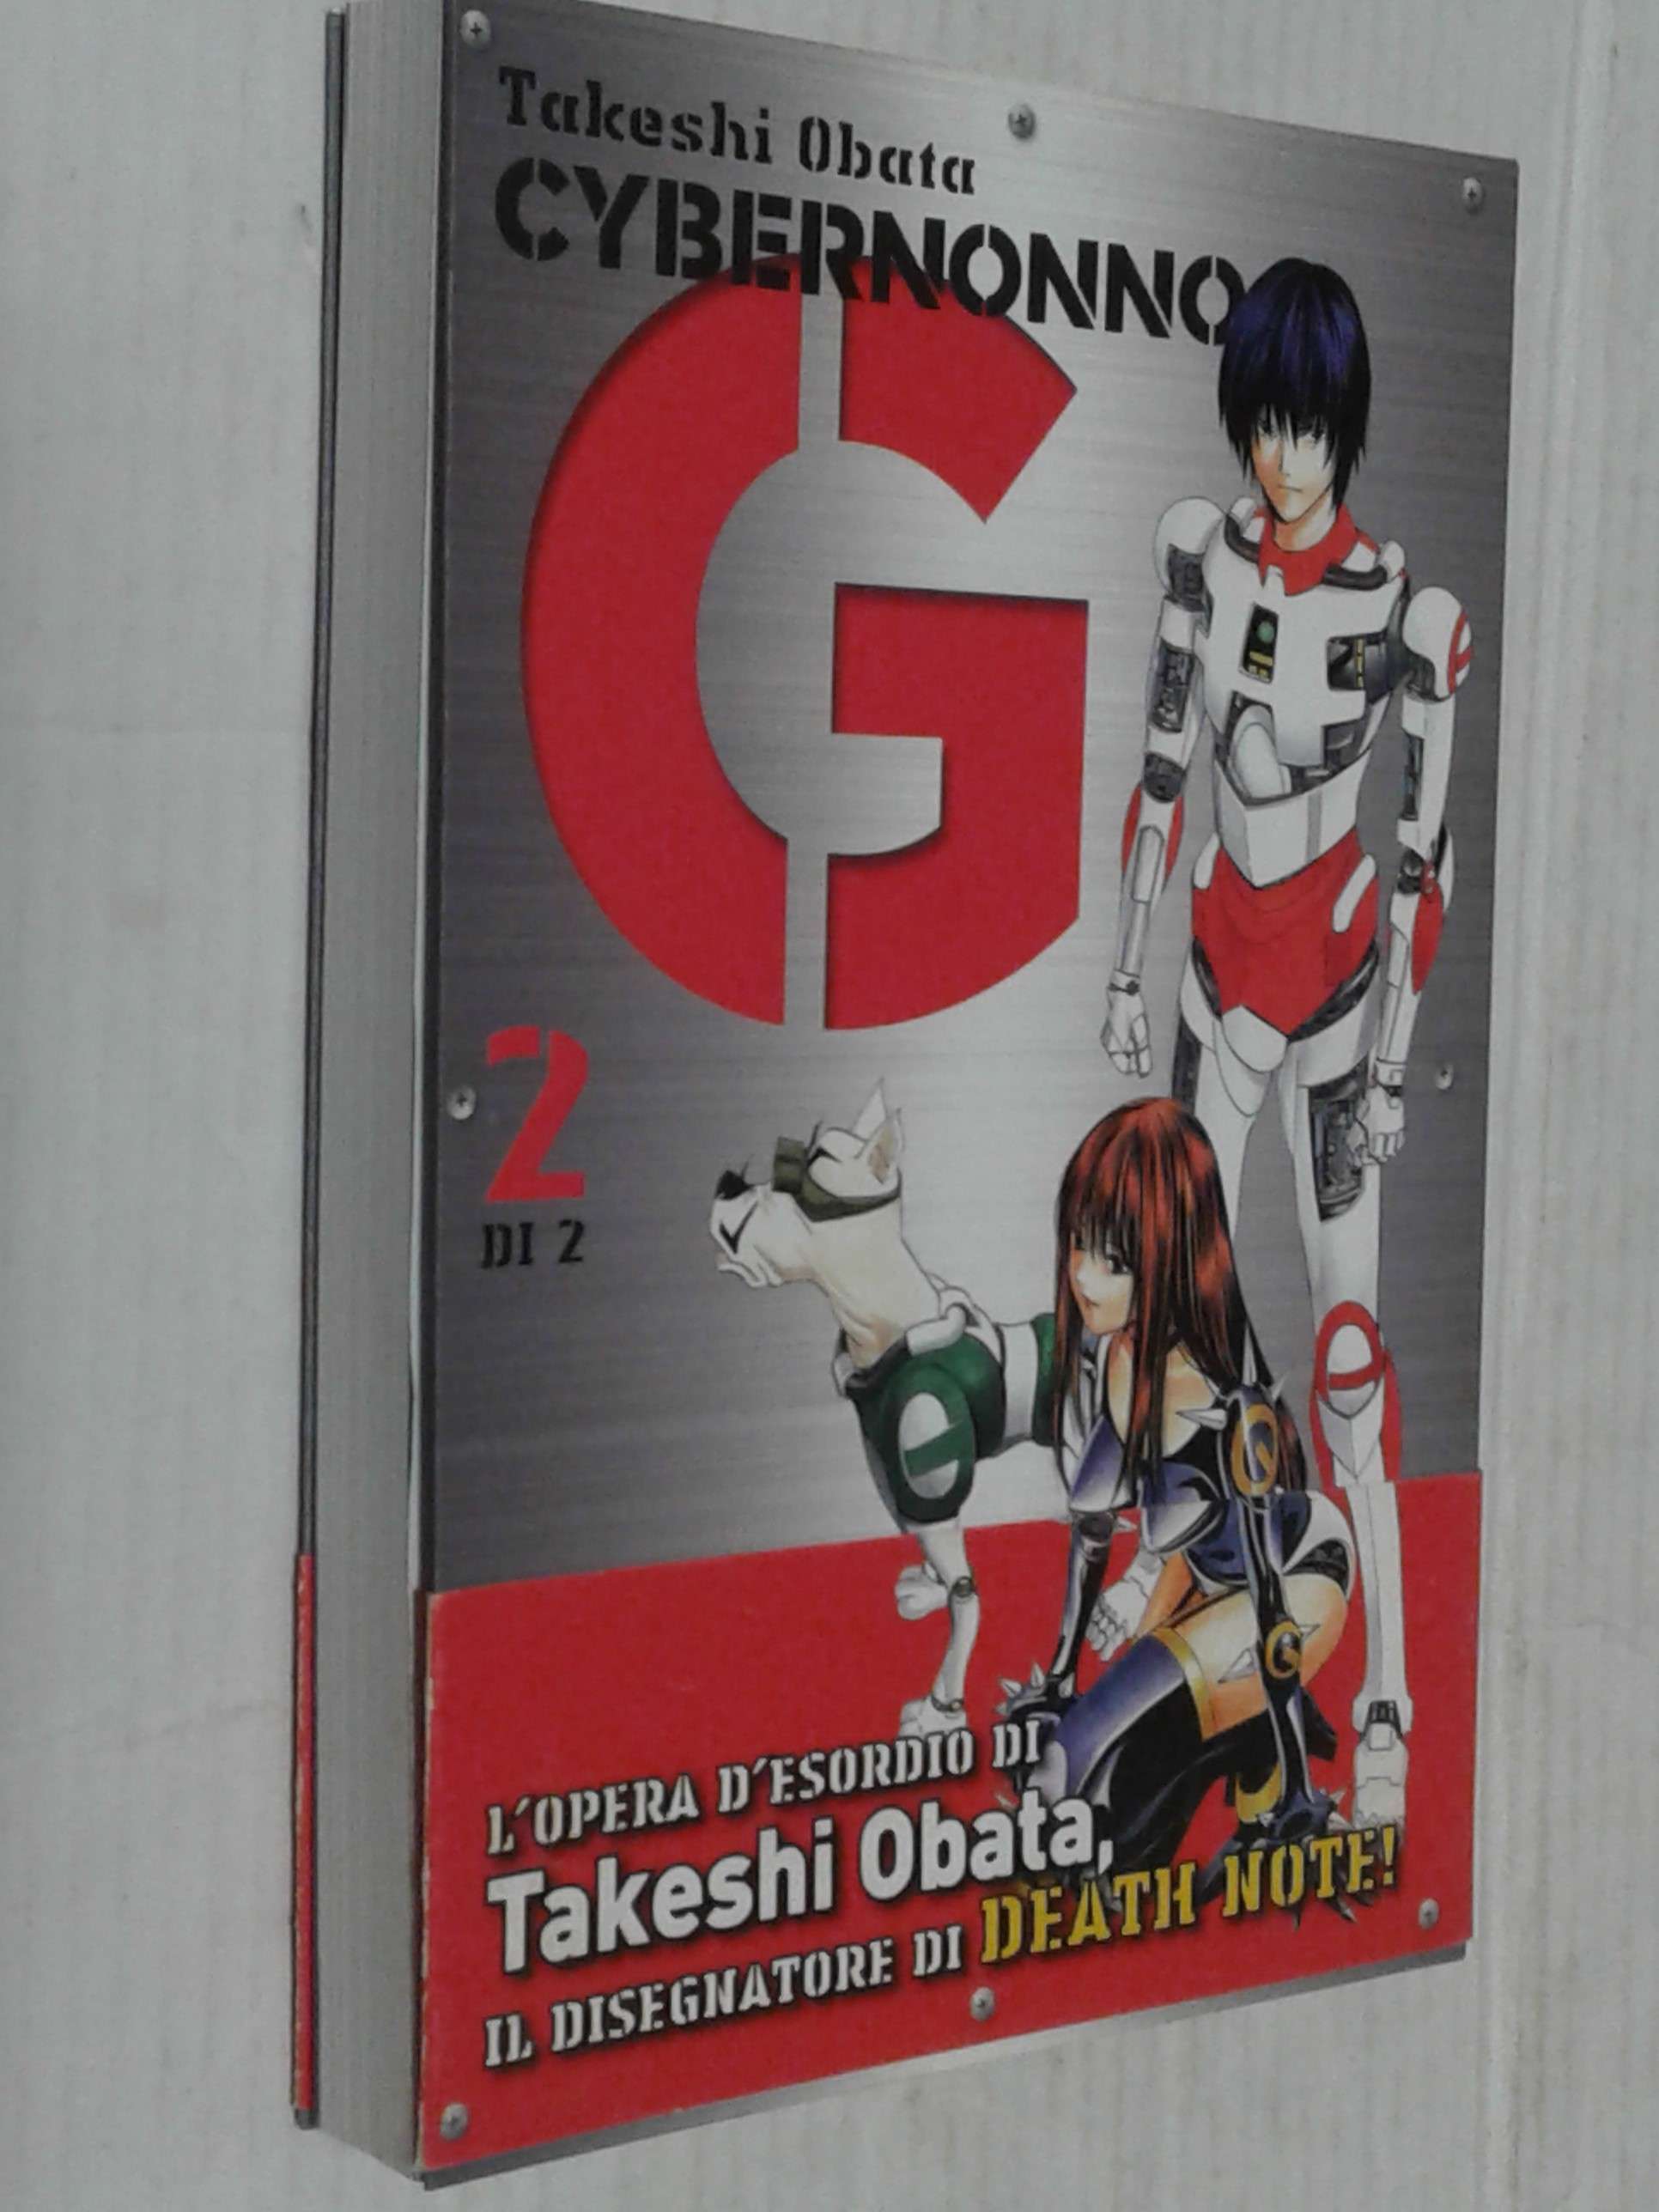 Takeshi Obata
CYBERNONNO
G
2
DI 2
L'OPERA D'ESORDIO DI
Takeshi Obata,
IL DISEGNATORE DI DEATH NOTE!